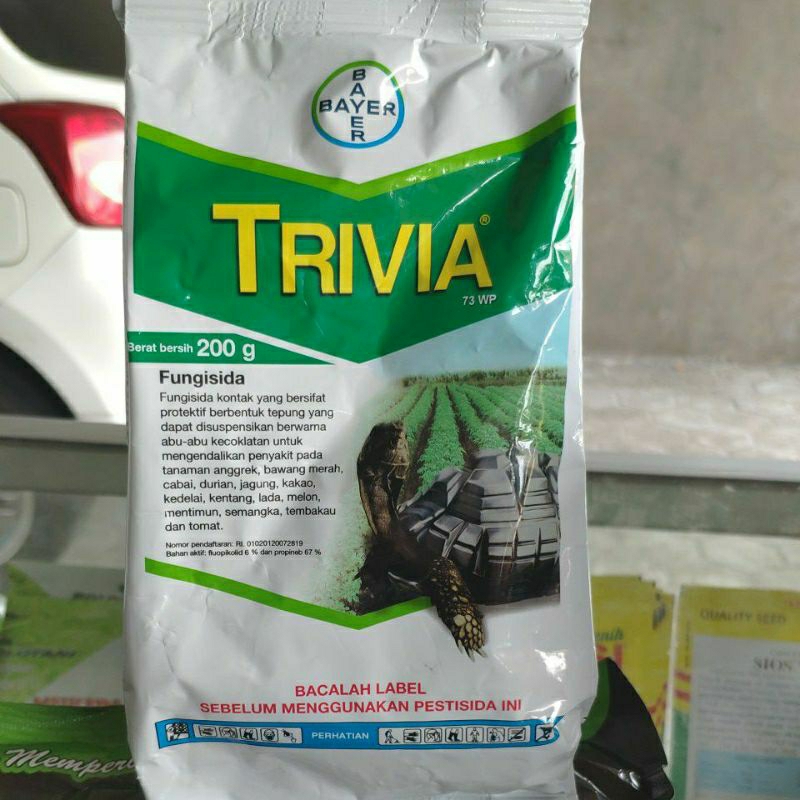 BAYER
BAYER
TRIVIA®
73 WP
Berat bersih 200 g
Fungisida
Fungisida kontak yang bersifat
protektif berbentuk tepung yang
dapat disuspensikan berwarna
abu-abu kecoklatan untuk
mengendalikan penyakit pada
tanaman anggrek, bawang merah,
cabai, durian, jagung, kakao,
kedelai, kentang, lada, melon,
mentimun, semangka, tembakau
dan tomat.
Nomor pendaftaran: RI. 01020120072819
Bahan aktif: fluopikolid 6 % dan propineb 67 %
BACALAH LABEL
SEBELUM MENGGUNAKAN PESTISIDA INI
PERHATIAN
QUALITY SEED